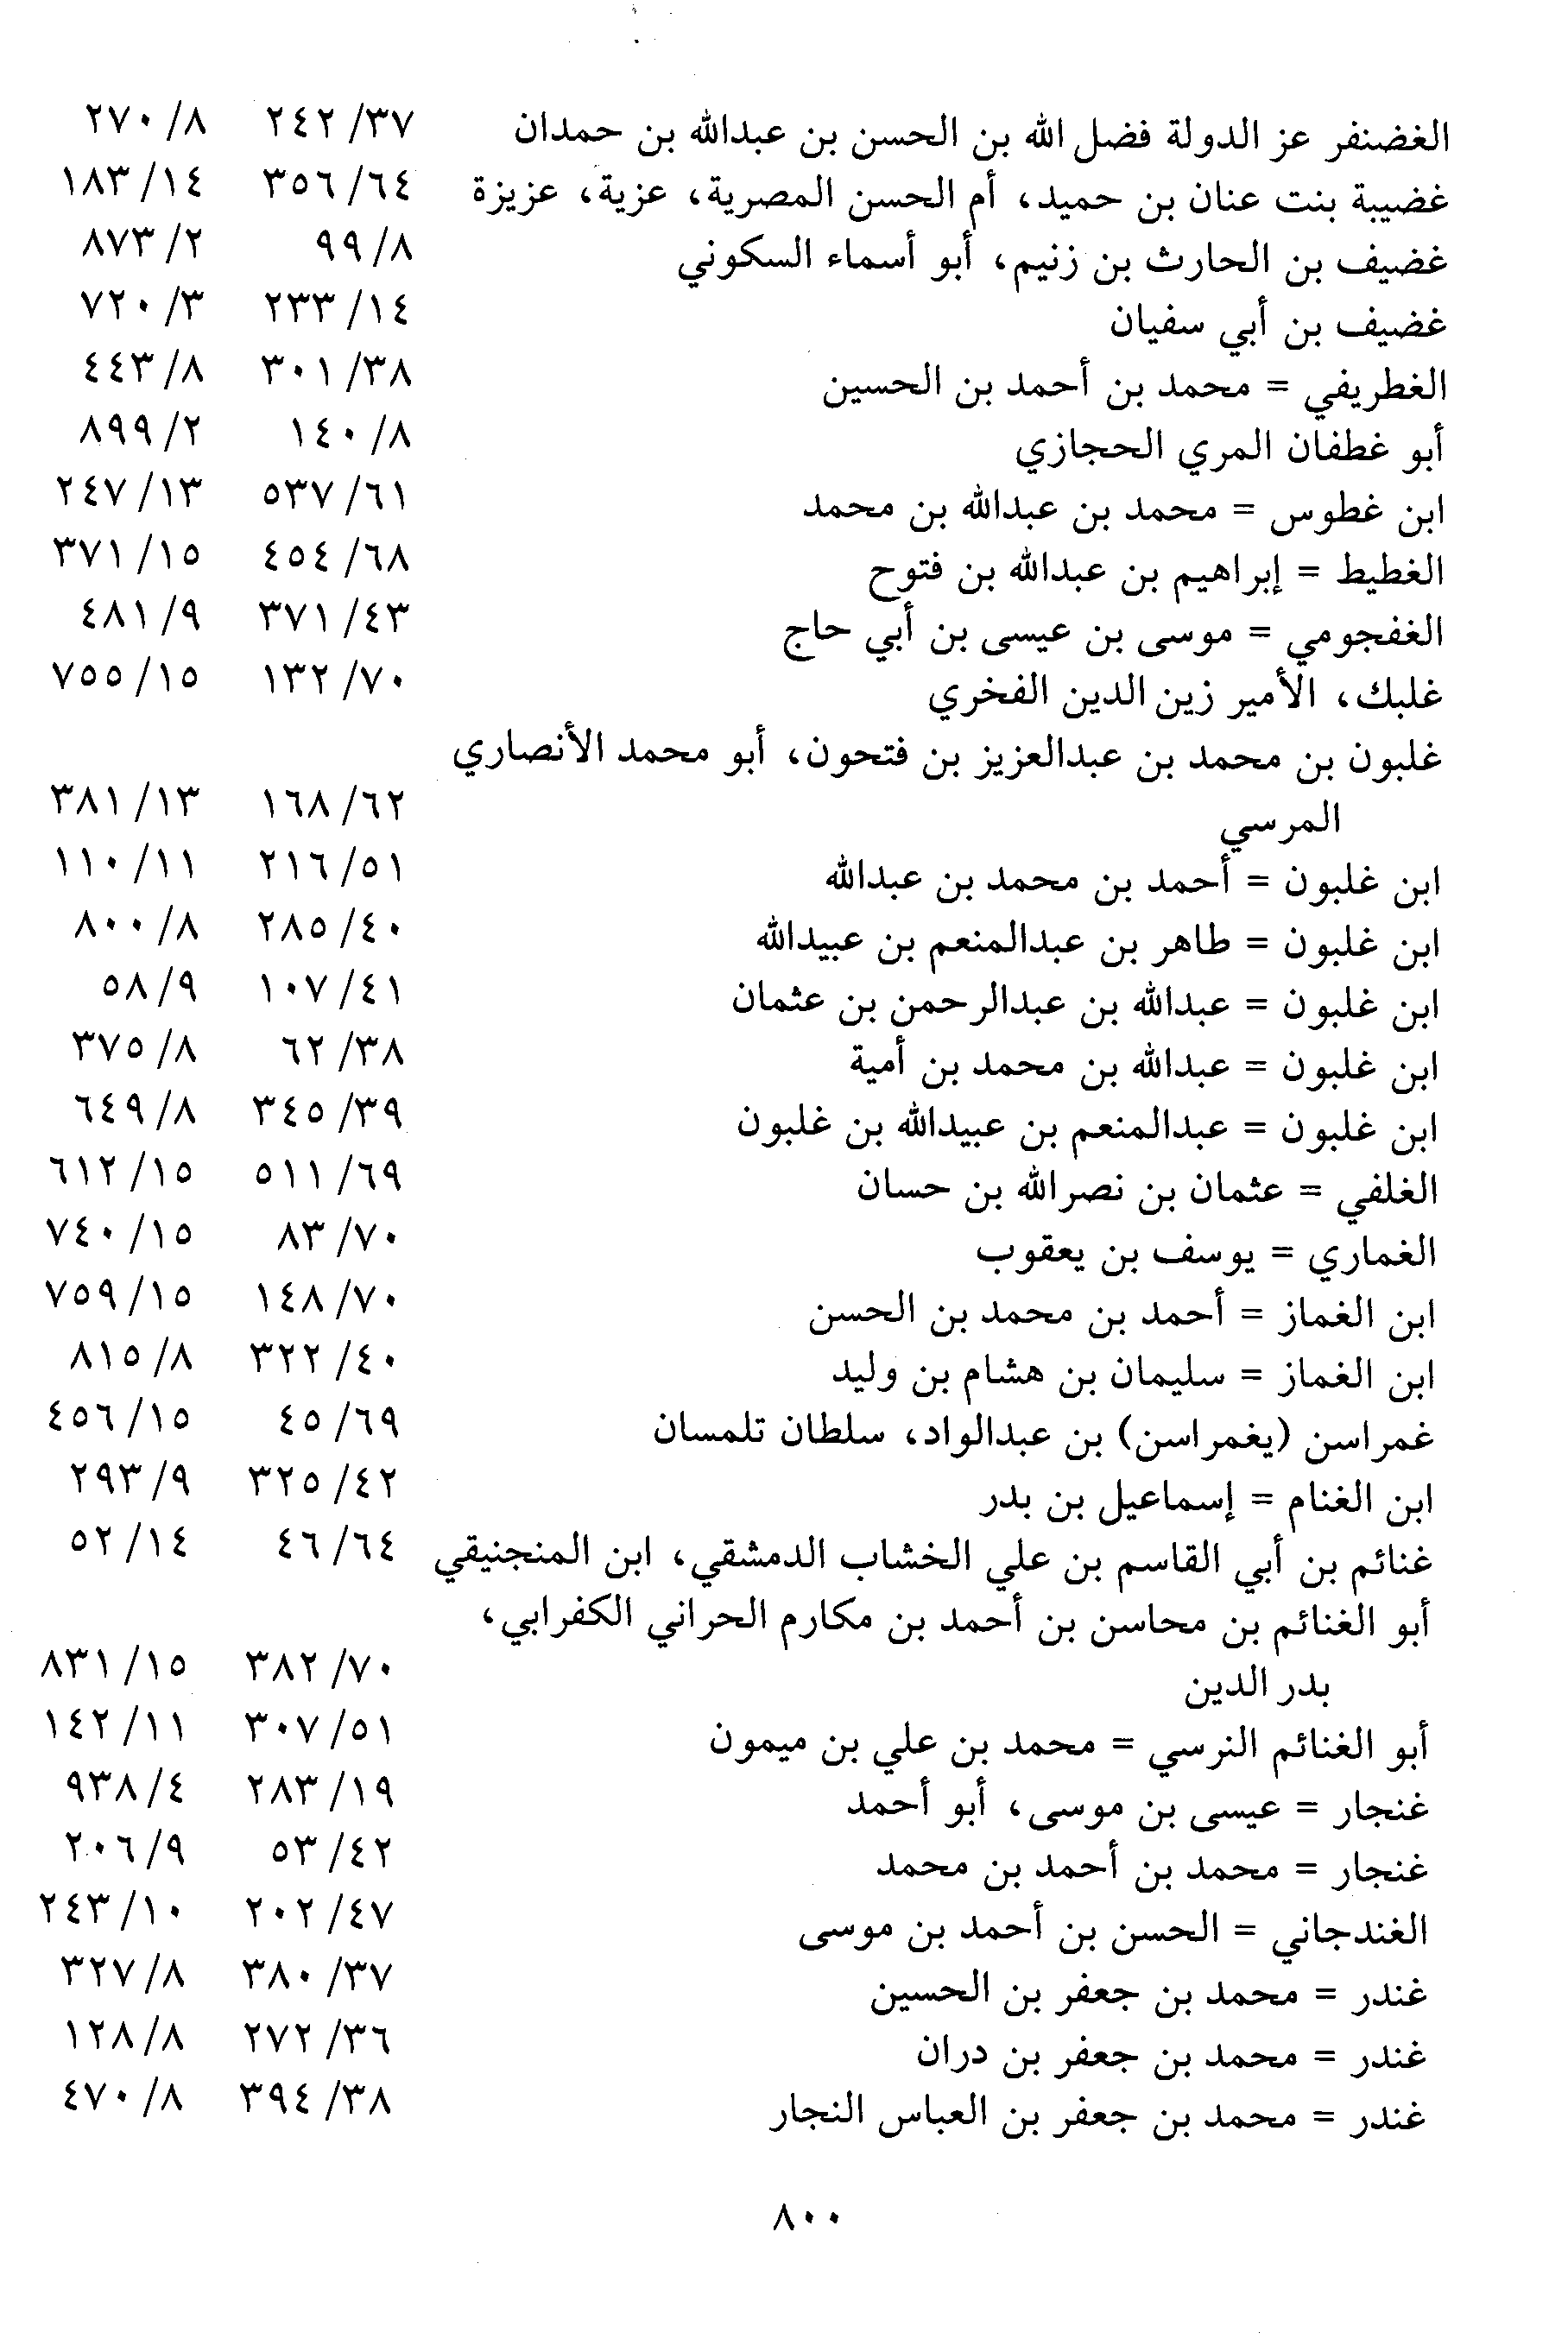 الغضنفر عز الدولة فضل الله بن الحسن بن عبدالله بن حمدان ٣٧/ ٢٤٢ ٨/ ٢٧٠
غضيبة بنت عنان بن حميد، أم الحسن المصرية، عزية، عزيزة ٦٤/ ٣٥٦ ١٤/ ١٨٣
غضيف بن الحارث بن زنيم، أبو أسماء السكوني ٨/ ٩٩ ٢/ ٨٧٣
غضيف بن أبي سفيان ١٤/ ٢٣٣ ٣/ ٧٢٠
الغطريفي = محمد بن أحمد بن الحسين ٣٨/ ٣٠١ ٨/ ٤٤٣
أبو غطفان المري الحجازي ٨/ ١٤٠ ٢/ ٨٩٩
ابن غطوس = محمد بن عبدالله بن محمد ٦١/ ٥٣٧ ١٣/ ٢٤٧
الغطيط = إبراهيم بن عبدالله بن فتوح ٦٨/ ٤٥٤ ١٥/ ٣٧١
الغفجومي = موسى بن عيسى بن أبي حاج ٤٣/ ٣٧١ ٩/ ٤٨١
غلبك، الأمير زين الدين الفخري ٧٠/ ١٣٢ ١٥/ ٧٥٥
غلبون بن محمد بن عبدالعزيز بن فتحون، أبو محمد الأنصاري
المرسي ٦٢/ ١٦٨ ١٣/ ٣٨١
ابن غلبون = أحمد بن محمد بن عبدالله ٥١/ ٢١٦ ١١/ ١١٠
ابن غلبون = طاهر بن عبدالمنعم بن عبيدالله ٤٠/ ٢٨٥ ٨/ ٨٠٠
ابن غلبون = عبدالله بن عبدالرحمن بن عثمان ٤١/ ١٠٧ ٩/ ٥٨
ابن غلبون = عبدالله بن محمد بن أمية ٣٨/ ٦٢ ٨/ ٣٧٥
ابن غلبون = عبدالمنعم بن عبيدالله بن غلبون ٣٩/ ٣٤٥ ٨/ ٦٤٩
الغلفي = عثمان بن نصرالله بن حسان ٦٩/ ٥١١ ١٥/ ٦١٢
الغماري = يوسف بن يعقوب ٧٠/ ٨٣ ١٥/ ٧٤٠
ابن الغماز = أحمد بن محمد بن الحسن ٧٠/ ١٤٨ ١٥/ ٧٥٩
ابن الغماز = سليمان بن هشام بن وليد ٤٠/ ٣٢٢ ٨/ ٨١٥
غمراسن (يغمراسن) بن عبدالواد، سلطان تلمسان ٦٩/ ٤٥ ١٥/ ٤٥٦
ابن الغنام = إسماعيل بن بدر ٤٢/ ٣٢٥ ٩/ ٢٩٣
غنائم بن أبي القاسم بن علي الخشاب الدمشقي، ابن المنجنيقي ٦٤/ ٤٦ ١٤/ ٥٢
أبو الغنائم بن محاسن بن أحمد بن مكارم الحراني الكفرابي،
بدر الدين ٧٠/ ٣٨٢ ١٥/ ٨٣١
أبو الغنائم النرسي = محمد بن علي بن ميمون ٥١/ ٣٠٧ ١١/ ١٤٢
غنجار = عيسى بن موسى، أبو أحمد ١٩/ ٢٨٣ ٤/ ٩٣٨
غنجار = محمد بن أحمد بن محمد ٤٢/ ٥٣ ٩/ ٢٠٦
الغندجاني = الحسن بن أحمد بن موسى ٤٧/ ٢٠٢ ١٠/ ٢٤٣
غندر = محمد بن جعفر بن الحسين ٣٧/ ٣٨٠ ٨/ ٣٢٧
غندر = محمد بن جعفر بن دران ٣٦/ ٢٧٢ ٨/ ١٢٨
غندر = محمد بن جعفر بن العباس النجار ٣٨/ ٣٩٤ ٨/ ٤٧٠
٨٠٠